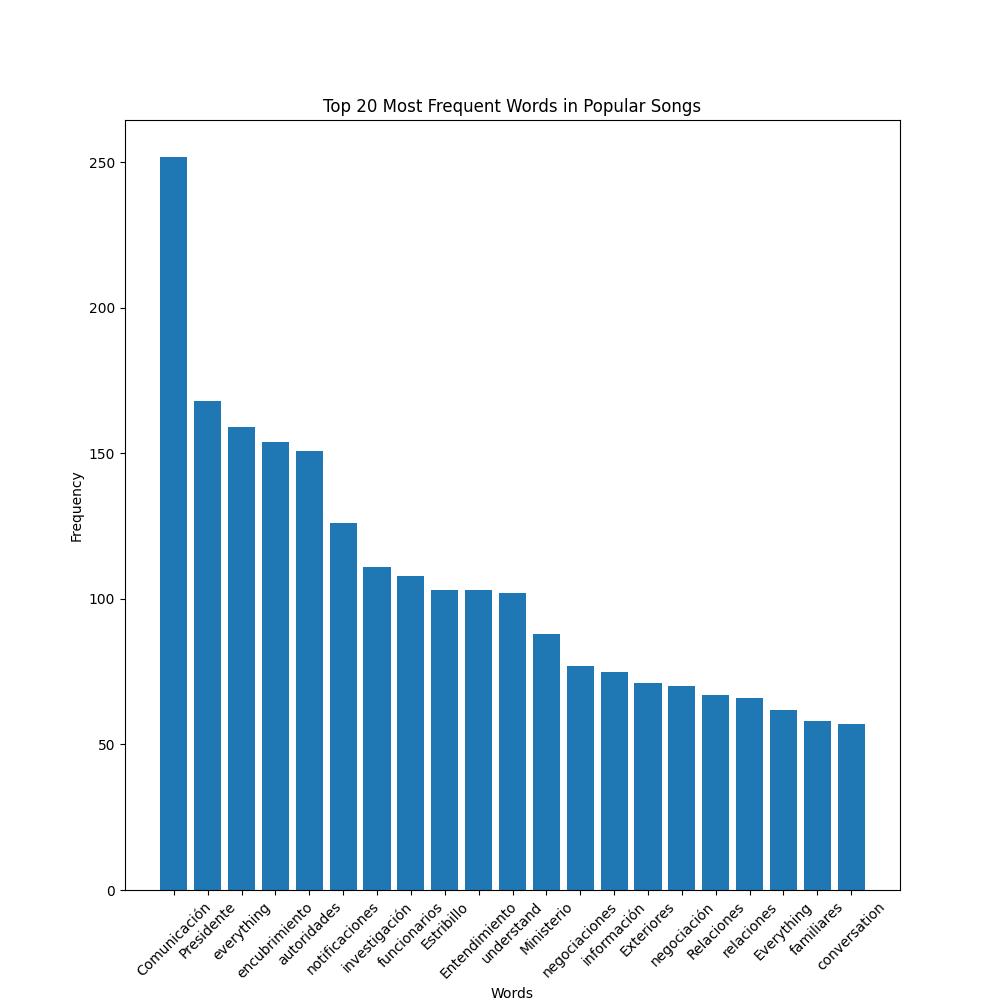 Top 20 Most Frequent Words in Popular Songs
250
200
150
100
50
0
Frequency
Comunicación
Presidente
everything
encubrimiento
autoridades
notificaciones
investigación
funcionarios
Estribillo
Entendimiento
understand
Ministerio
negociaciones
información
Exteriores
negociación
Relaciones
relaciones
Everything
familiares
conversation
Words